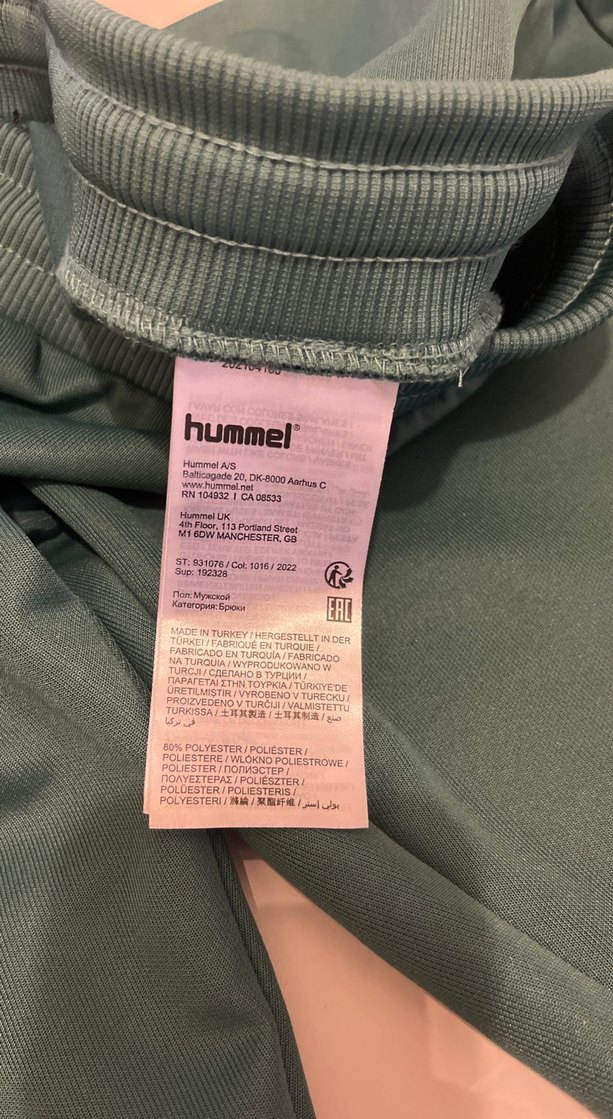 hummel®
Hummel A/S
Balticagade 20, DK-8000 Aarhus C
www.hummel.net
RN 104932 I CA 08533
Hummel UK
4th Floor, 113 Portland Street
M1 6DW MANCHESTER, GB
ST: 931076 / Col: 1016 / 2022
Sup: 192328
Пол: Мужской
Категория: Брюки
EAC
MADE IN TURKEY / HERGESTELLT IN DER
TÜRKEI / FABRIQUÉ EN TURQUIE /
FABRICADO EN TURQUÍA / FABRICADO
NA TURQUIA / WYPRODUKOWANO W
TURCJI / СДЕЛАНО В ТУРЦИИ /
ΠΑΡΑΓΕΤΑΙ ΣΤΗΝ ΤΟΥΡΚΙΑ / TÜRKIYE'DE
ÜRETILMIŞTIR / VYROBENO V TURECKU /
PROIZVEDENO V TURČIJI / VALMISTETTU
TURKISSA / 土耳其製造 / 土耳其制造 / صنع
في تركيا
80% POLYESTER / POLIÉSTER /
POLIESTERE / WŁÓKNO POLIESTROWE /
POLIESTER / ПОЛИЭСТЕР /
ΠΟΛΥΕΣΤΕΡΑΣ / POLIÉSZTER /
POLÜESTER / POLIESTERIS /
POLYESTERI / 滌綸 / 聚酯纤维 / بولي إستر